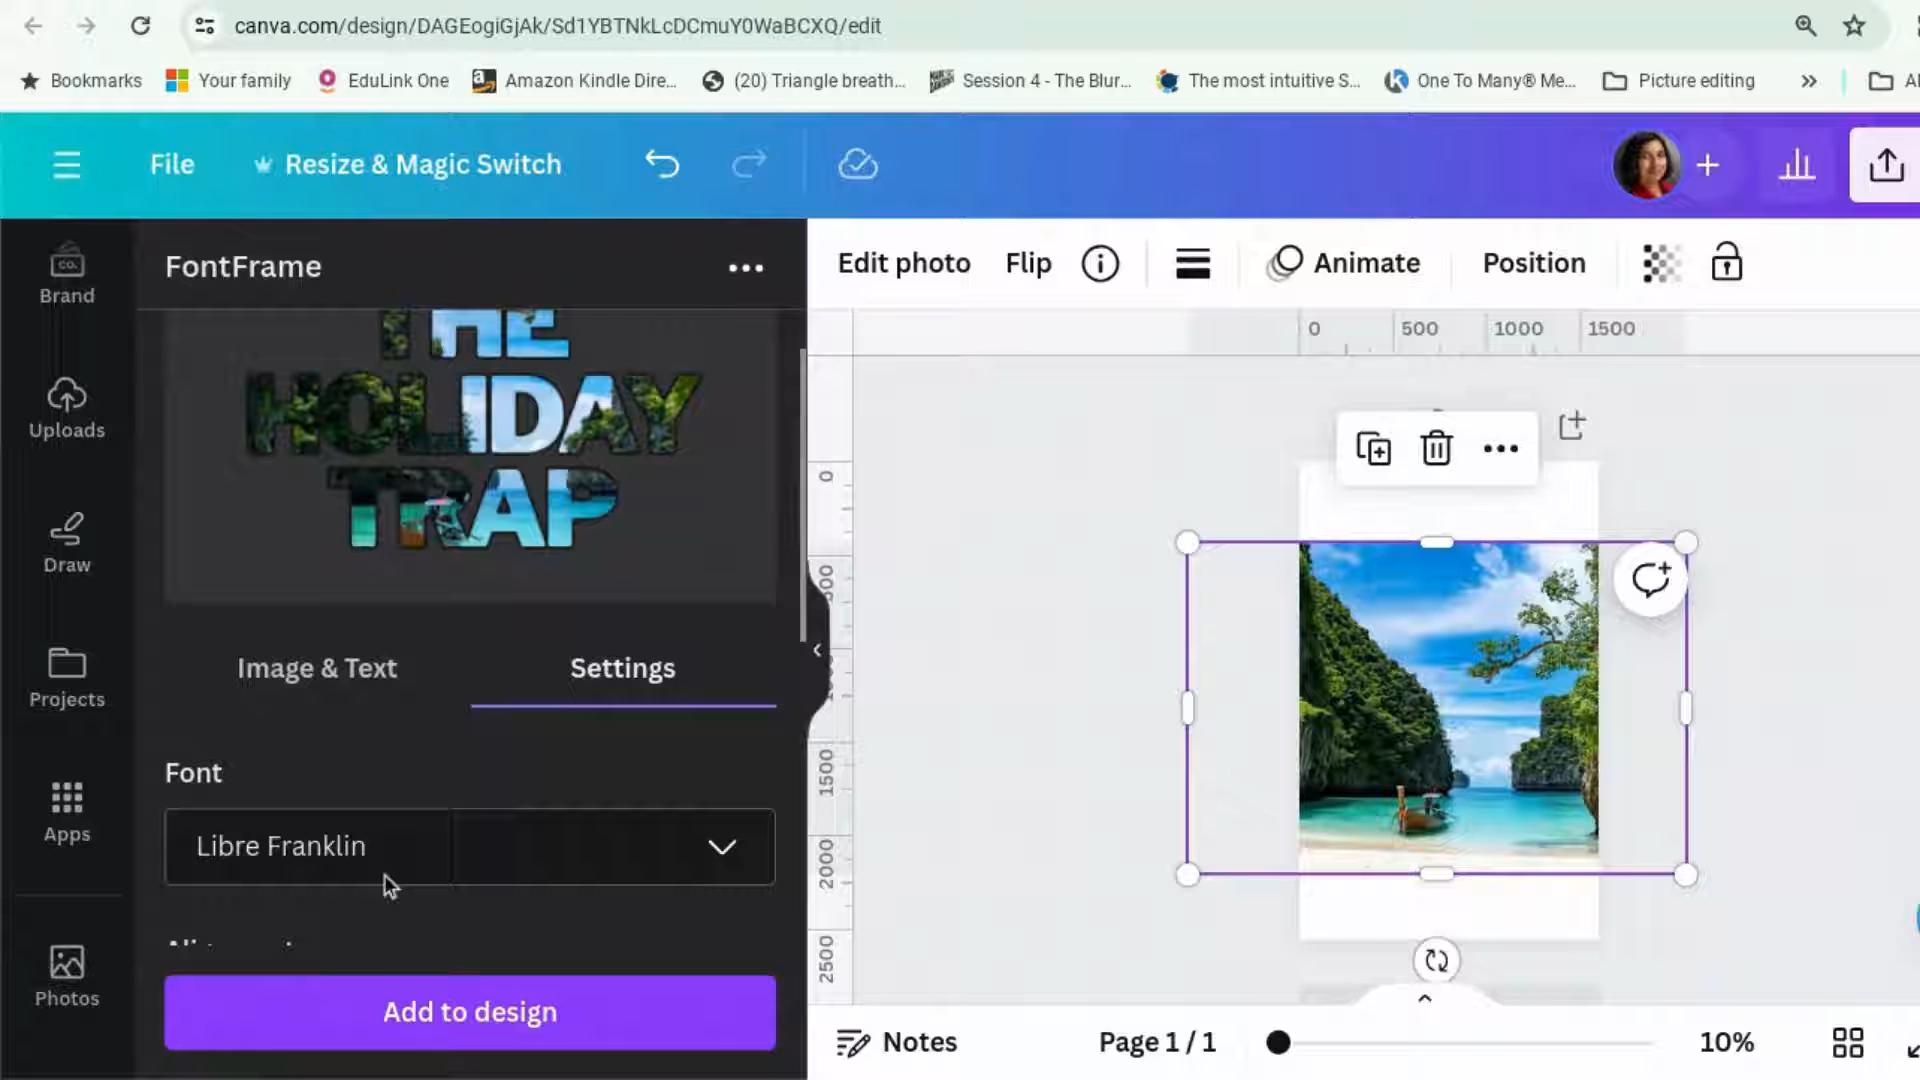 canva.com/design/DAGEogiGjAk/Sd1YBTNkLcDCmuY0WaBCXQ/edit
Bookmarks Your family EduLink One Amazon Kindle Dire... (20) Triangle breath... Session 4 - The Blur... The most intuitive S... One To Many® Me... Picture editing
File Resize & Magic Switch
FontFrame
Edit photo Flip Animate Position
0 500 1000 1500
CO.
Brand
Uploads
Draw
Projects
Apps
Photos
THE
HOLIDAY
TRAP
Image & Text Settings
Font
Libre Franklin
Add to design
0
1500
2000
2500
Notes Page 1 / 1 10%